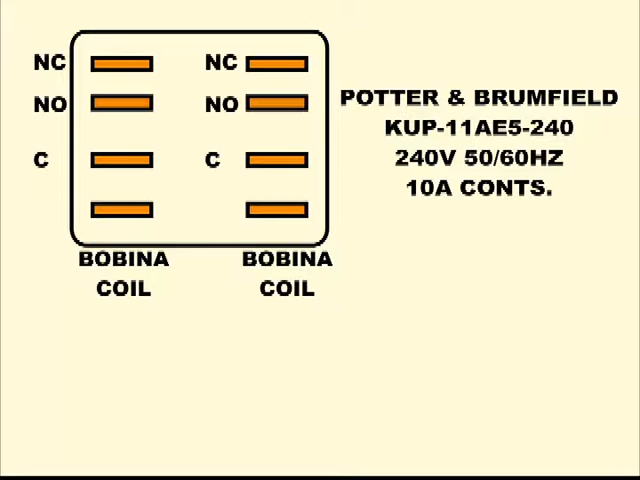 NC NC
NO NO
C C
BOBINA BOBINA
COIL COIL
POTTER & BRUMFIELD
KUP-11AE5-240
240V 50/60HZ
10A CONTS.